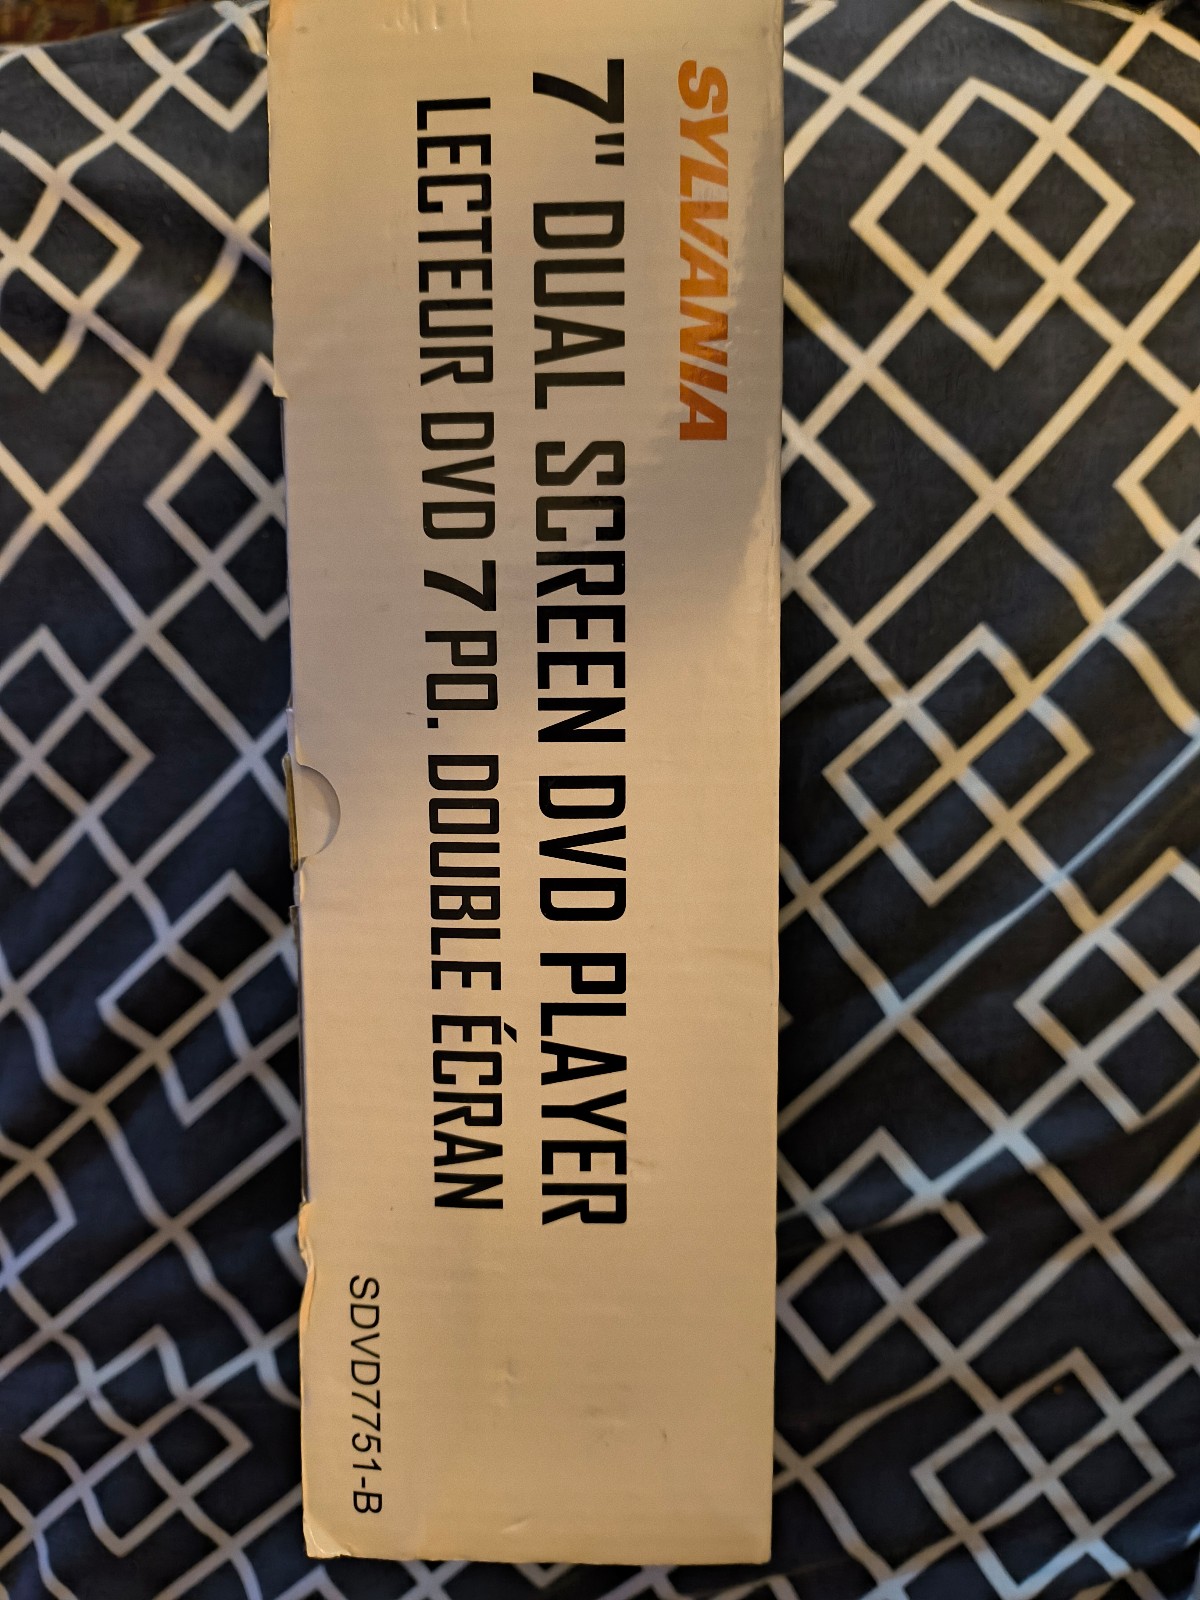 SYLVANIA
7" DUAL SCREEN DVD PLAYER
LECTEUR DVD 7 PO. DOUBLE ÉCRAN
SDVD7751-B